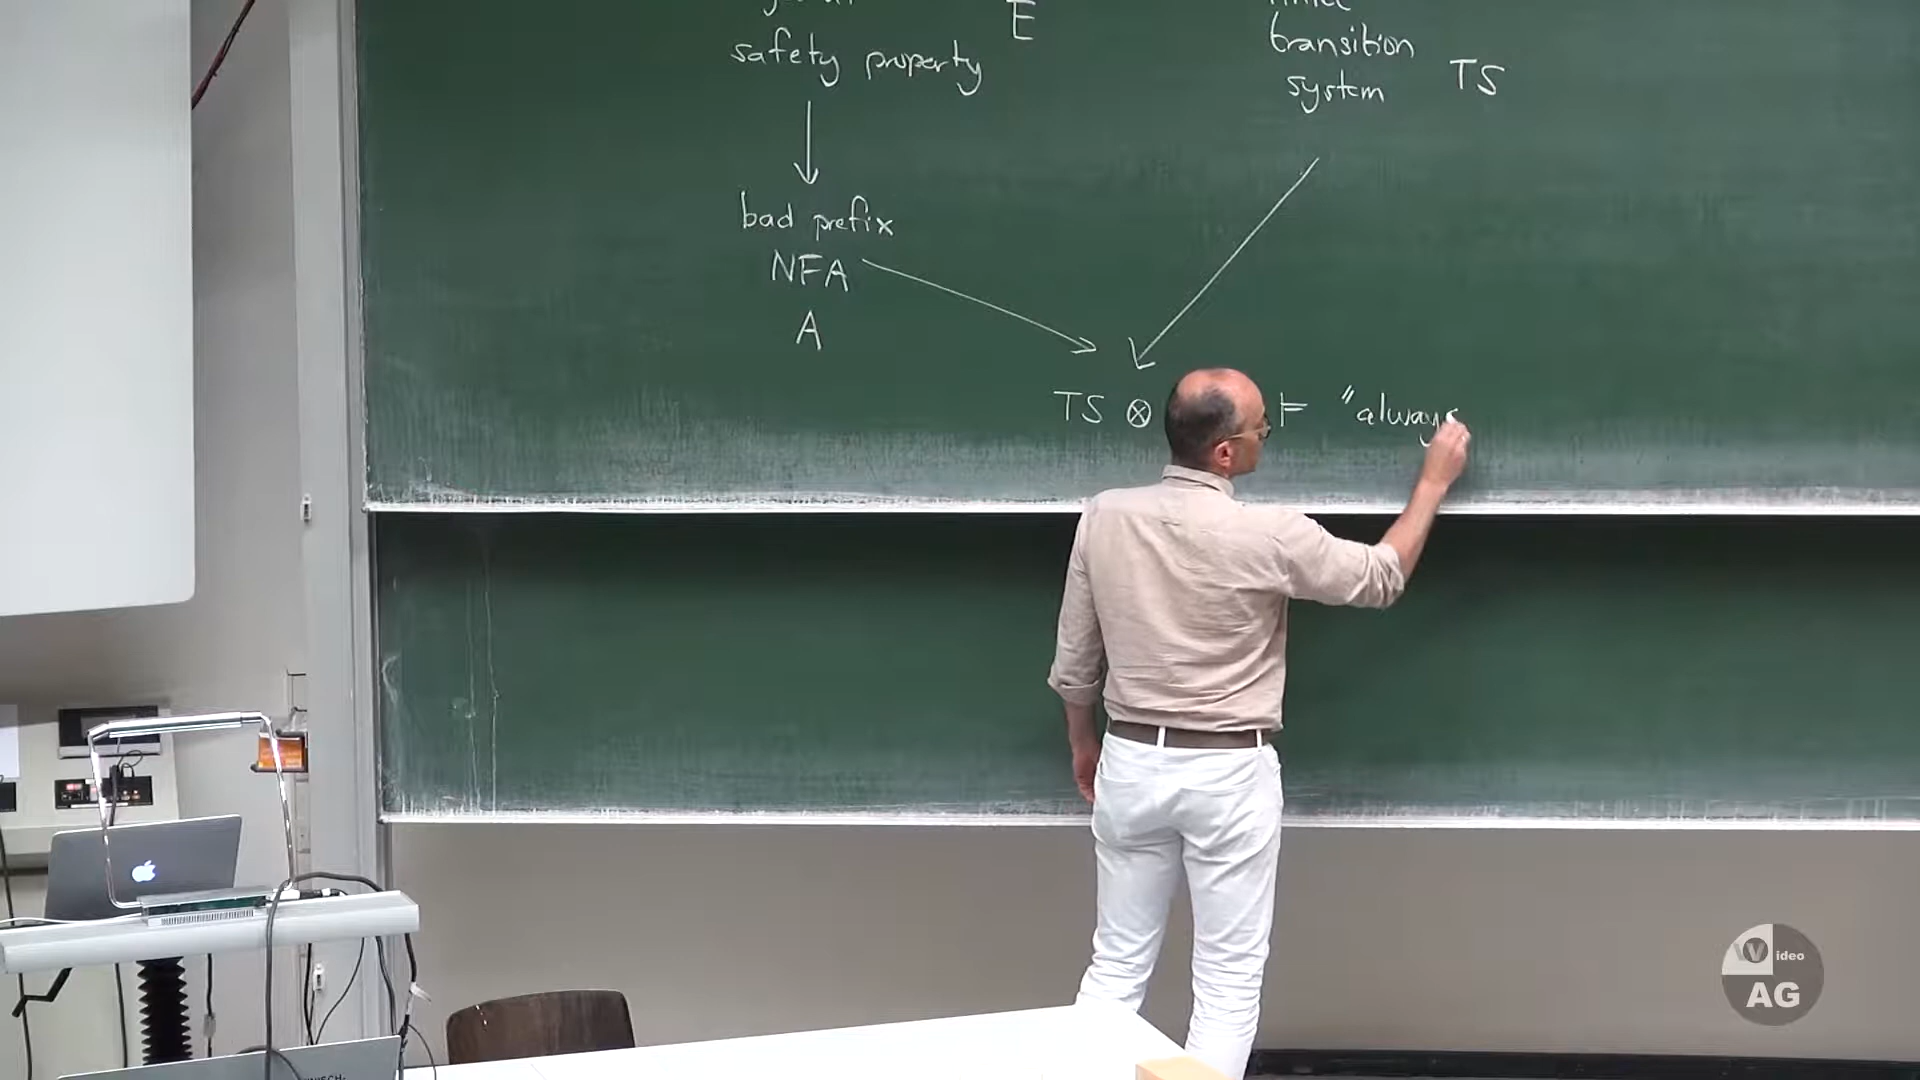 E
safety property
transition
system TS
bad prefix
NFA
A
TS ⊗ ⊨ "always
Video
AG